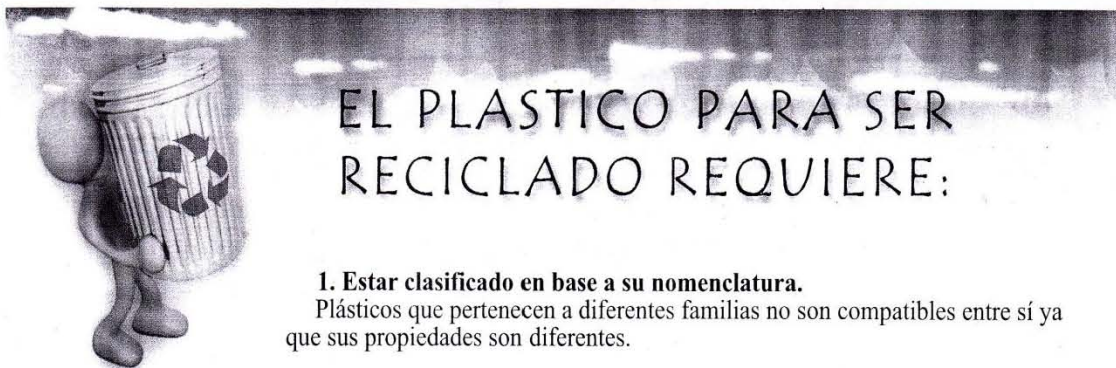 EL PLASTICO PARA SER
RECICLADO REQUIERE:
1. Estar clasificado en base a su nomenclatura.
Plásticos que pertenecen a diferentes familias no son compatibles entre sí ya
que sus propiedades son diferentes.